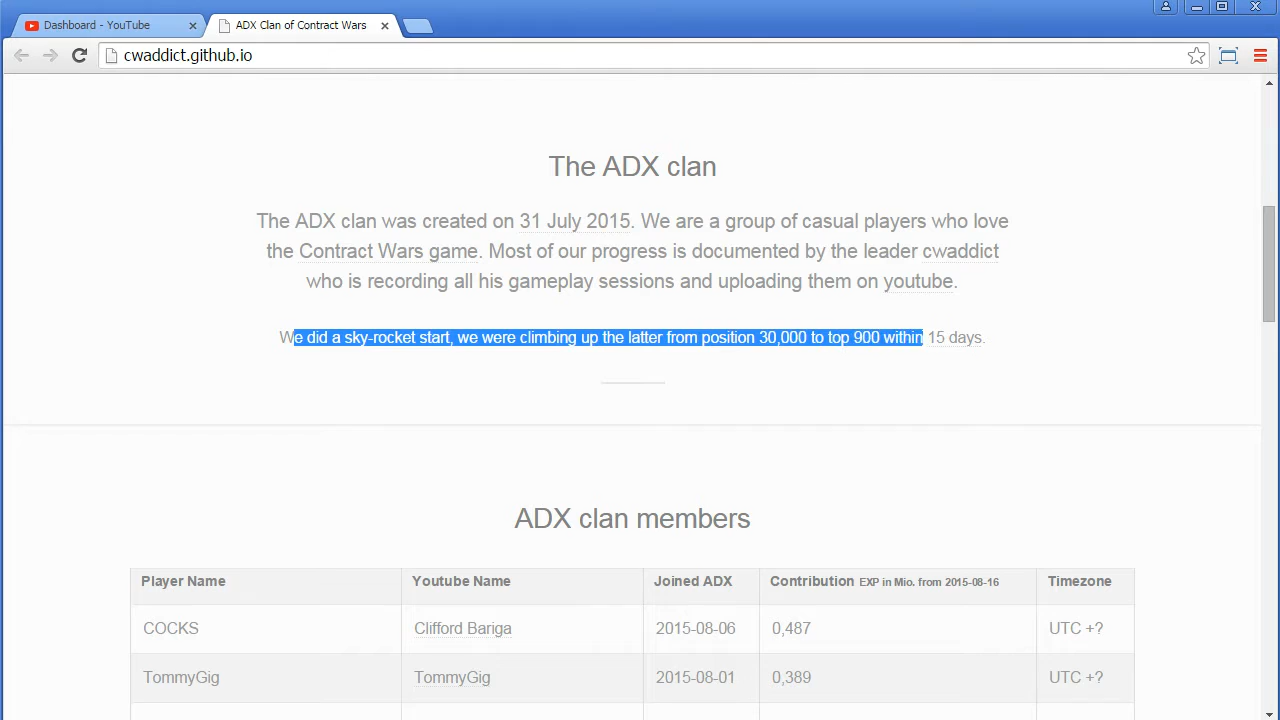 Dashboard - YouTube
ADX Clan of Contract Wars
cwaddict.github.io
The ADX clan
The ADX clan was created on 31 July 2015. We are a group of casual players who love
the Contract Wars game. Most of our progress is documented by the leader cwaddict
who is recording all his gameplay sessions and uploading them on youtube.
We did a sky-rocket start, we were climbing up the latter from position 30,000 to top 900 within 15 days.
ADX clan members
Player Name Youtube Name Joined ADX Contribution EXP in Mio. from 2015-08-16 Timezone
COCKS Clifford Bariga 2015-08-06 0,487 UTC +?
TommyGig TommyGig 2015-08-01 0,389 UTC +?